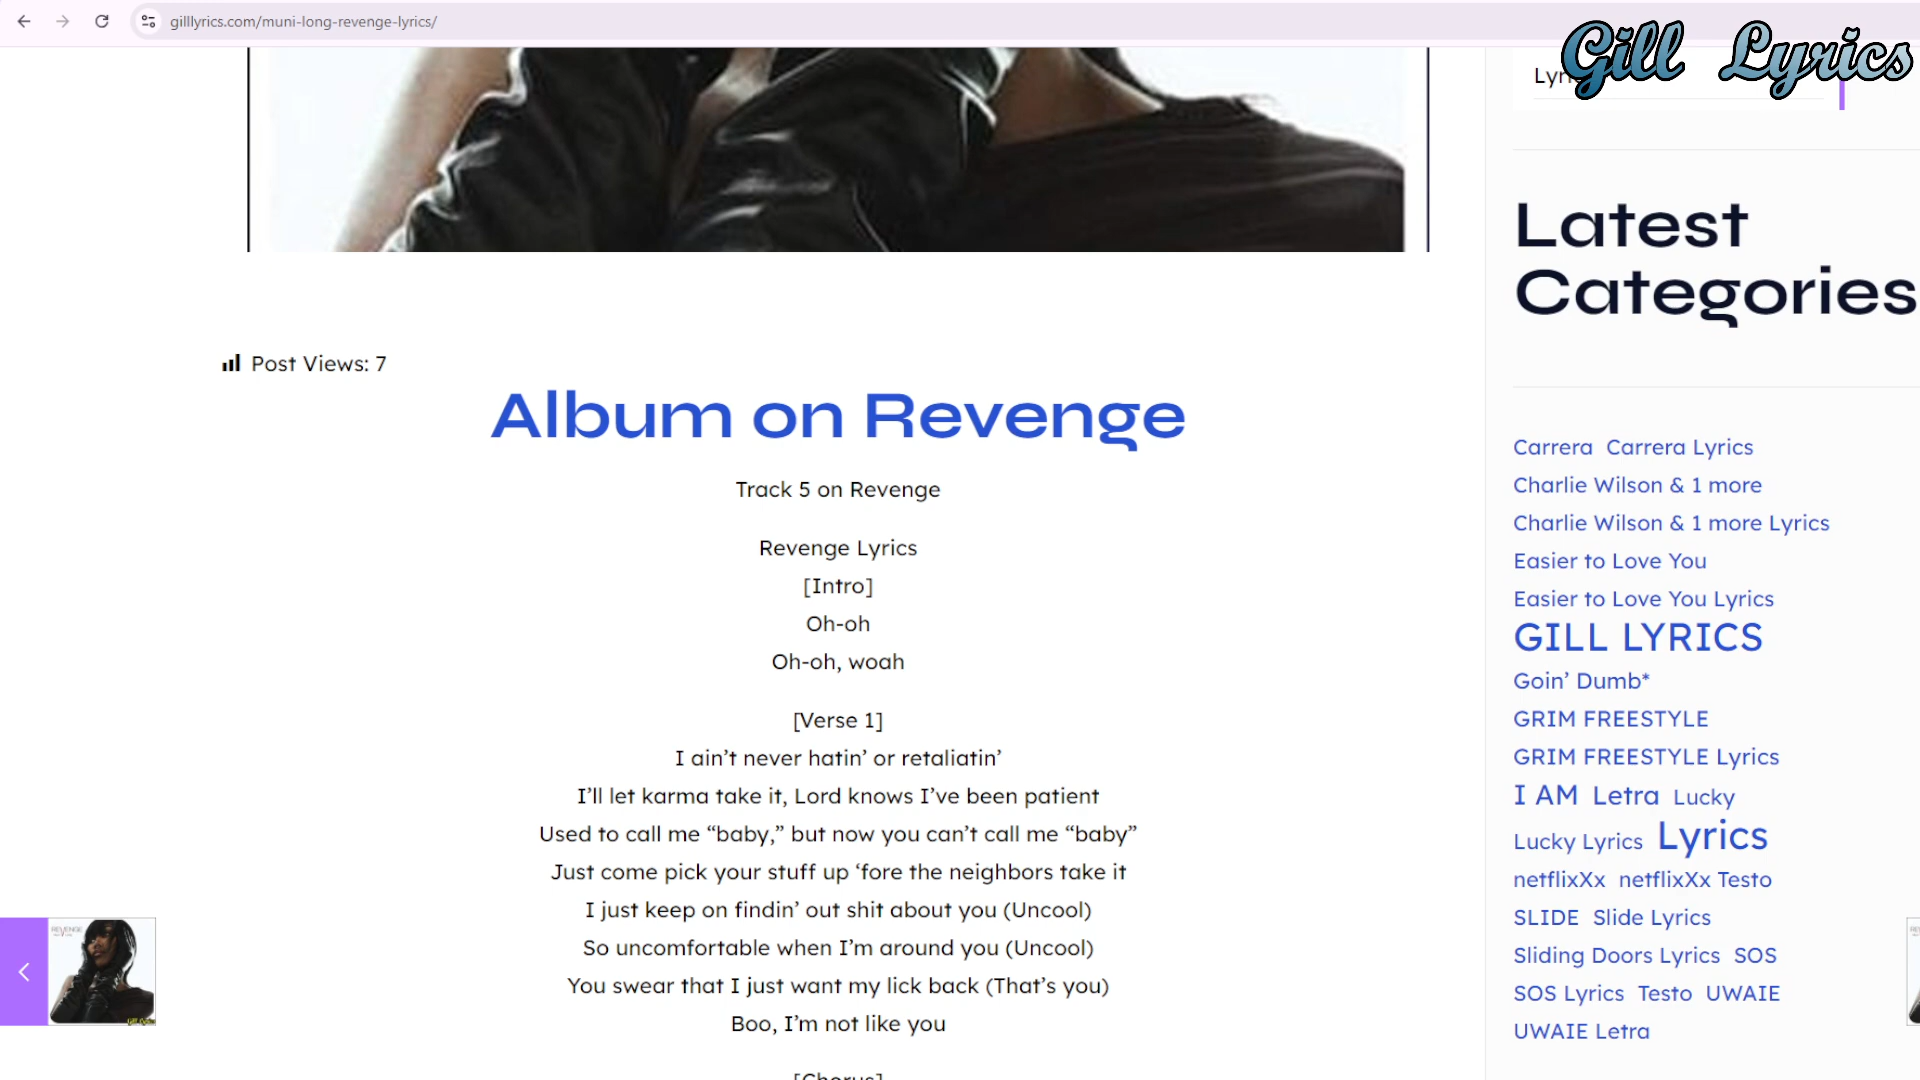 gilllyrics.com/muni-long-revenge-lyrics/
Gill Lyrics
Latest
Categories
Post Views: 7
Album on Revenge
Track 5 on Revenge
Revenge Lyrics
[Intro]
Oh-oh
Oh-oh, woah
[Verse 1]
I ain’t never hatin’ or retaliatin’
I’ll let karma take it, Lord knows I’ve been patient
Used to call me “baby,” but now you can’t call me “baby”
Just come pick your stuff up ‘fore the neighbors take it
I just keep on findin’ out shit about you (Uncool)
So uncomfortable when I’m around you (Uncool)
You swear that I just want my lick back (That’s you)
Boo, I’m not like you
[Chorus]
Carrera Carrera Lyrics
Charlie Wilson & 1 more
Charlie Wilson & 1 more Lyrics
Easier to Love You
Easier to Love You Lyrics
GILL LYRICS
Goin’ Dumb*
GRIM FREESTYLE
GRIM FREESTYLE Lyrics
I AM Letra Lucky
Lucky Lyrics Lyrics
netflixXx netflixXx Testo
SLIDE Slide Lyrics
Sliding Doors Lyrics SOS
SOS Lyrics Testo UWAIE
UWAIE Letra
REVENGE